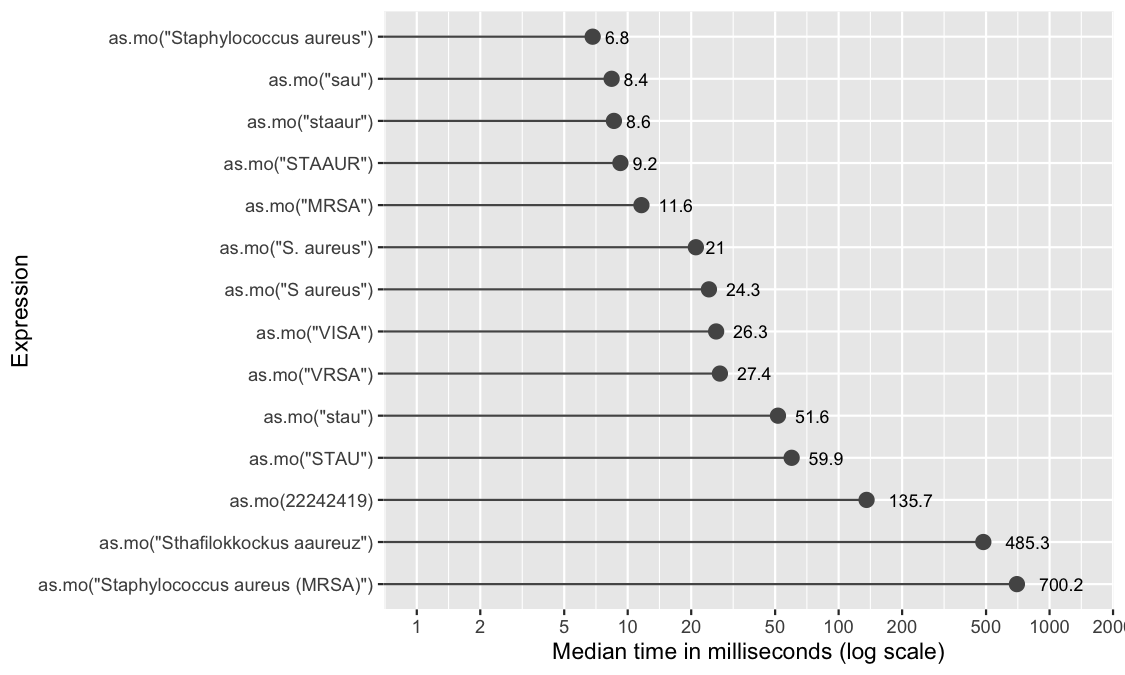 as.mo("Staphylococcus aureus") 6.8
as.mo("sau") 8.4
as.mo("staaur") 8.6
as.mo("STAAUR") 9.2
as.mo("MRSA") 11.6
as.mo("S. aureus") 21
as.mo("S aureus") 24.3
as.mo("VISA") 26.3
as.mo("VRSA") 27.4
as.mo("stau") 51.6
as.mo("STAU") 59.9
as.mo(22242419) 135.7
as.mo("Sthafilokkockus aaureuz") 485.3
as.mo("Staphylococcus aureus (MRSA)") 700.2
Expression
1 2 5 10 20 50 100 200 500 1000 2000
Median time in milliseconds (log scale)